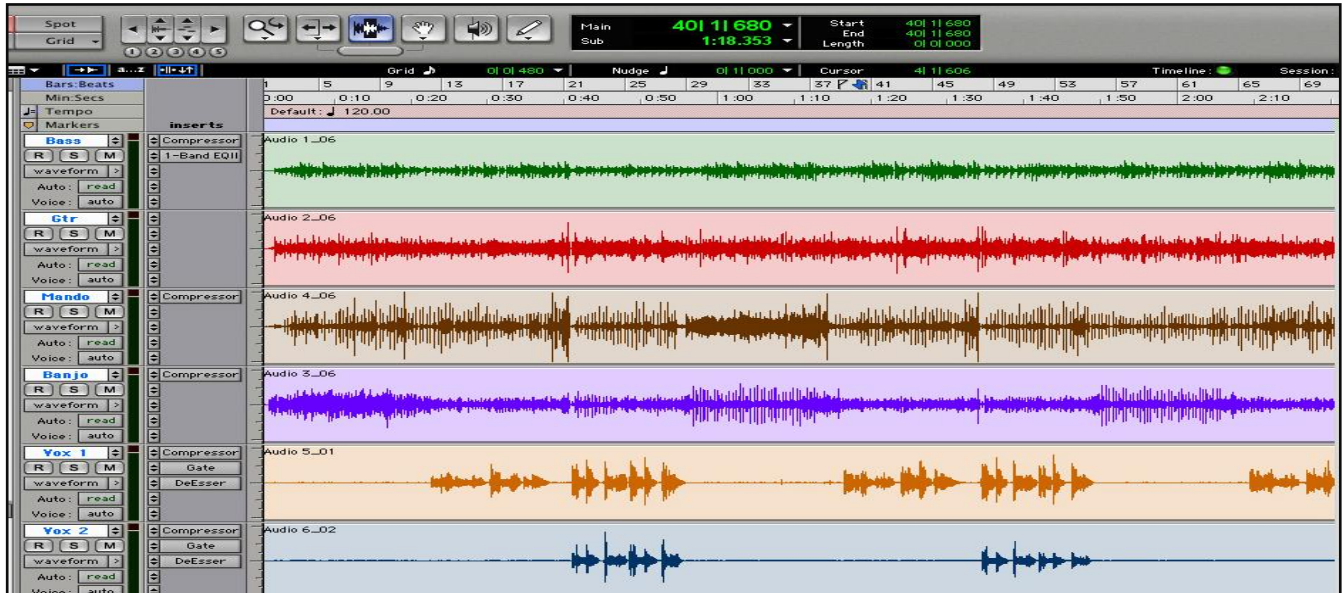 Spot
Grid
1 2 3 4 5
Main 40| 1| 680
Sub 1:18.353
Start 40| 1| 680
End 40| 1| 680
Length 0| 0| 000
a...z Grid 0| 0| 480 Nudge 0| 1| 000 Cursor 4| 1| 606 Timeline: Session:
Bars:Beats 1 5 9 13 17 21 25 29 33 37 41 45 49 53 57 61 65 69
Min:Secs 0:00 0:10 0:20 0:30 0:40 0:50 1:00 1:10 1:20 1:30 1:40 1:50 2:00 2:10
Tempo Default: 120.00
Markers inserts
Bass Compressor Audio 1_06
R S M 1-Band EQII
waveform
Auto: read
Voice: auto
Gtr Audio 2_06
R S M
waveform
Auto: read
Voice: auto
Mando Compressor Audio 4_06
R S M
waveform
Auto: read
Voice: auto
Banjo Compressor Audio 3_06
R S M
waveform
Auto: read
Voice: auto
Vox 1 Compressor Audio 5_01
R S M Gate
waveform DeEsser
Auto: read
Voice: auto
Vox 2 Compressor Audio 6_02
R S M Gate
waveform DeEsser
Auto: read
Voice: auto